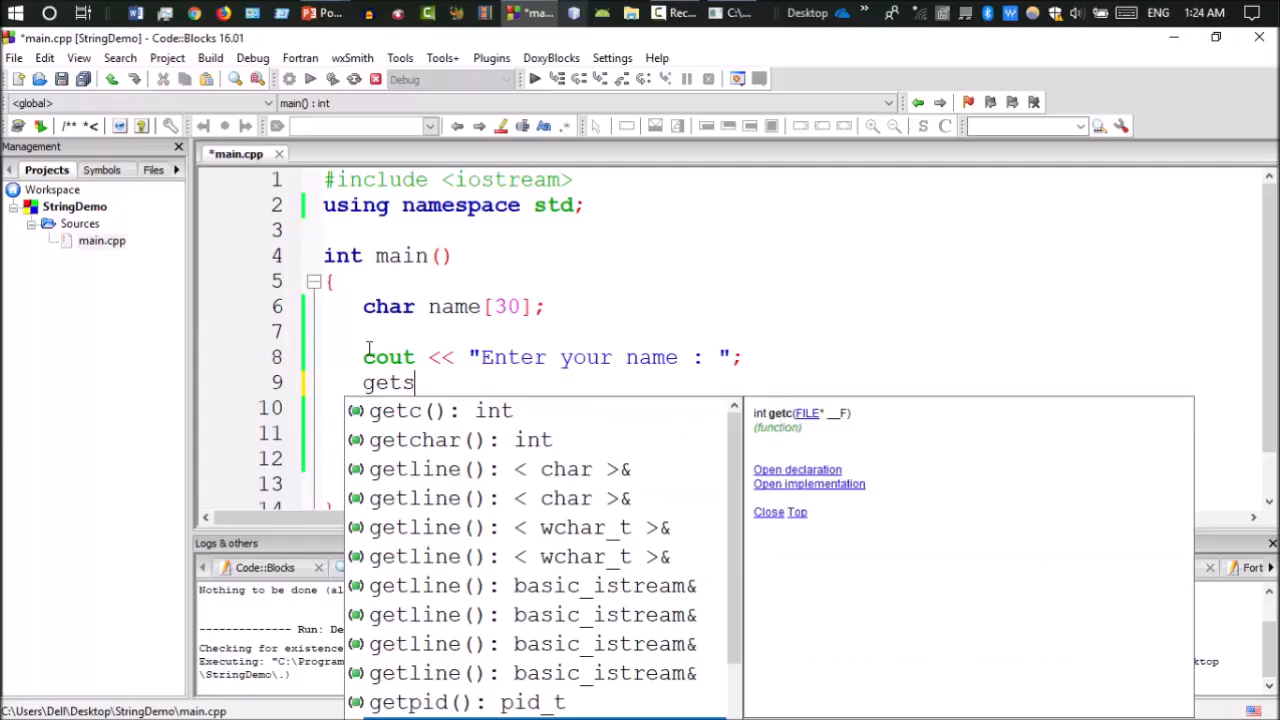 Po...
*ma...
Rec...
C:\...
Desktop
»
ENG
1:24 AM
*main.cpp [StringDemo] - Code::Blocks 16.01
File Edit View Search Project Build Debug Fortran wxSmith Tools Tools+ Plugins DoxyBlocks Settings Help
Debug
<global>
main() : int
/** *<
S C
Management
*main.cpp
Projects Symbols Files
Workspace
StringDemo
Sources
main.cpp
1 #include <iostream>
2 using namespace std;
3
4 int main()
5 {
6 char name[30];
7
8 cout << "Enter your name : ";
9 gets
10
11
12
13
14 }
getc(): int
getchar(): int
getline(): < char >&
getline(): < char >&
getline(): < wchar_t >&
getline(): < wchar_t >&
getline(): basic_istream&
getline(): basic_istream&
getline(): basic_istream&
getline(): basic_istream&
getpid(): pid_t
int getc(FILE* __F)
(function)
Open declaration
Open implementation
Close Top
Logs & others
Code::Blocks
Fort
Nothing to be done (al
-------------- Run: De
Checking for existence
Executing: "C:\Program
ktop
\StringDemo\.)
C:\Users\Dell\Desktop\StringDemo\main.cpp